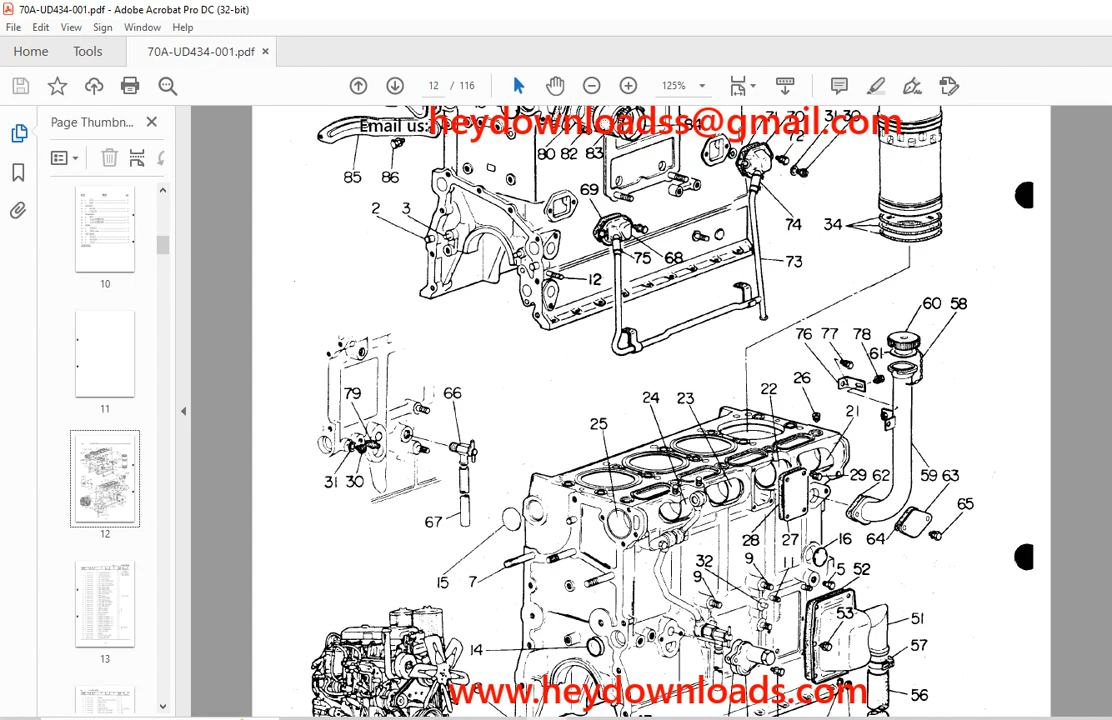 70A-UD434-001.pdf - Adobe Acrobat Pro DC (32-bit)
File Edit View Sign Window Help
Home Tools 70A-UD434-001.pdf ×
12 / 116 125%
Page Thumbn...
10
11
12
13
Email us: heydownloadss@gmail.com
80 82 83 84
85 86
2 3 69 74 34
75 68 73
12
60 58
76 77 78 61
79 66 24 23 22 26 21
25
31 30 29 62 59 63
67 65
28 27 64
15 7 16
32 9 11 5 52
9
53 51
14 57
56
www.heydownloads.com